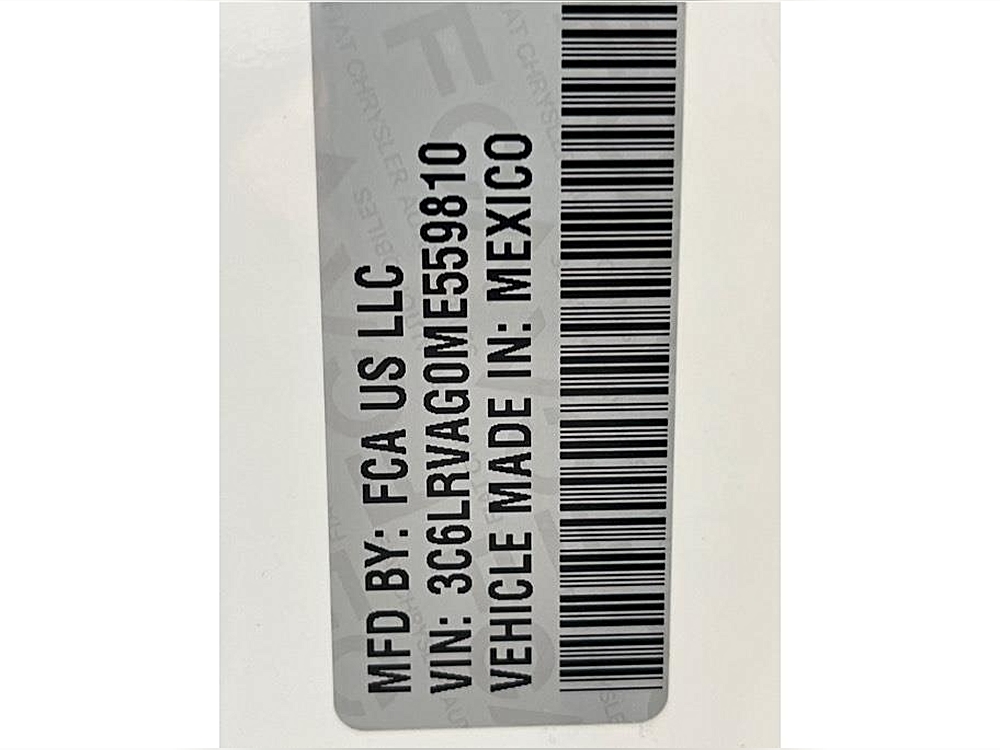 MFD BY: FCA US LLC
VIN: 3C6LRVAG0ME559810
VEHICLE MADE IN: MEXICO